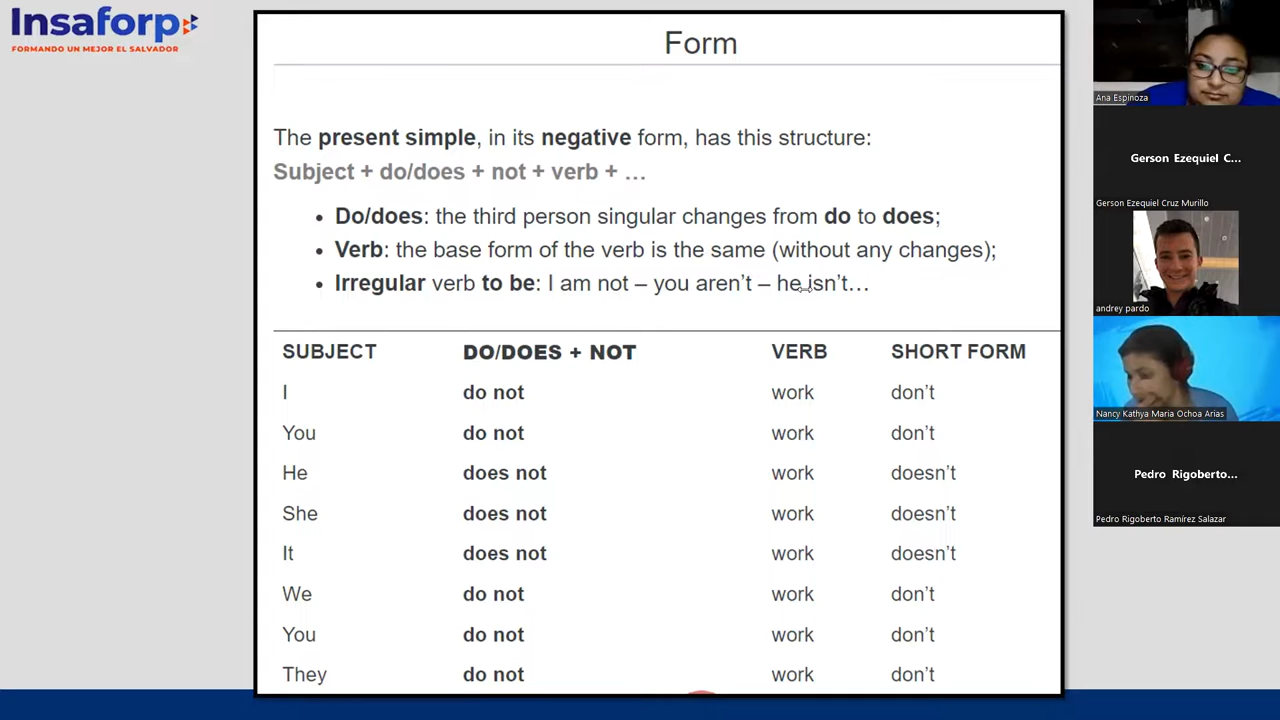 Insaforp
FORMANDO UN MEJOR EL SALVADOR
Form
The present simple, in its negative form, has this structure:
Subject + do/does + not + verb + …
• Do/does: the third person singular changes from do to does;
• Verb: the base form of the verb is the same (without any changes);
• Irregular verb to be: I am not – you aren’t – he isn’t…
SUBJECT DO/DOES + NOT VERB SHORT FORM
I do not work don’t
You do not work don’t
He does not work doesn’t
She does not work doesn’t
It does not work doesn’t
We do not work don’t
You do not work don’t
They do not work don’t
Ana Espinoza
Gerson Ezequiel C...
Gerson Ezequiel Cruz Murillo
andrey pardo
Nancy Kathya Maria Ochoa Arias
Pedro Rigoberto...
Pedro Rigoberto Ramírez Salazar